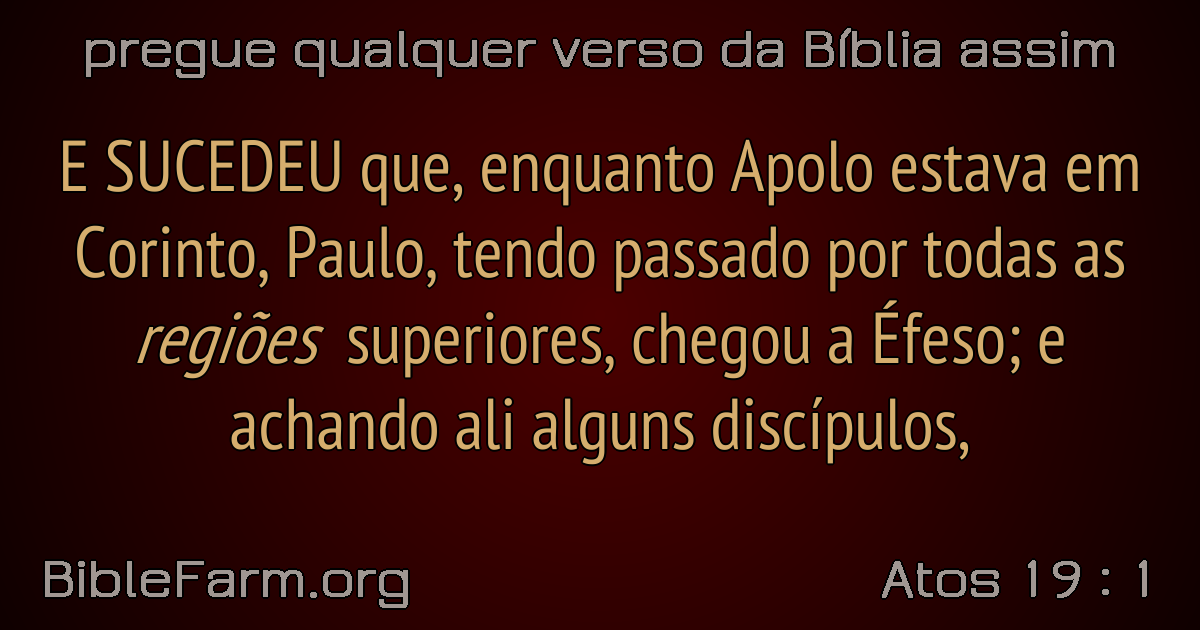 pregue qualquer verso da Bíblia assim
E SUCEDEU que, enquanto Apolo estava em
Corinto, Paulo, tendo passado por todas as
regiões superiores, chegou a Éfeso; e
achando ali alguns discípulos,
BibleFarm.org
Atos 19 : 1